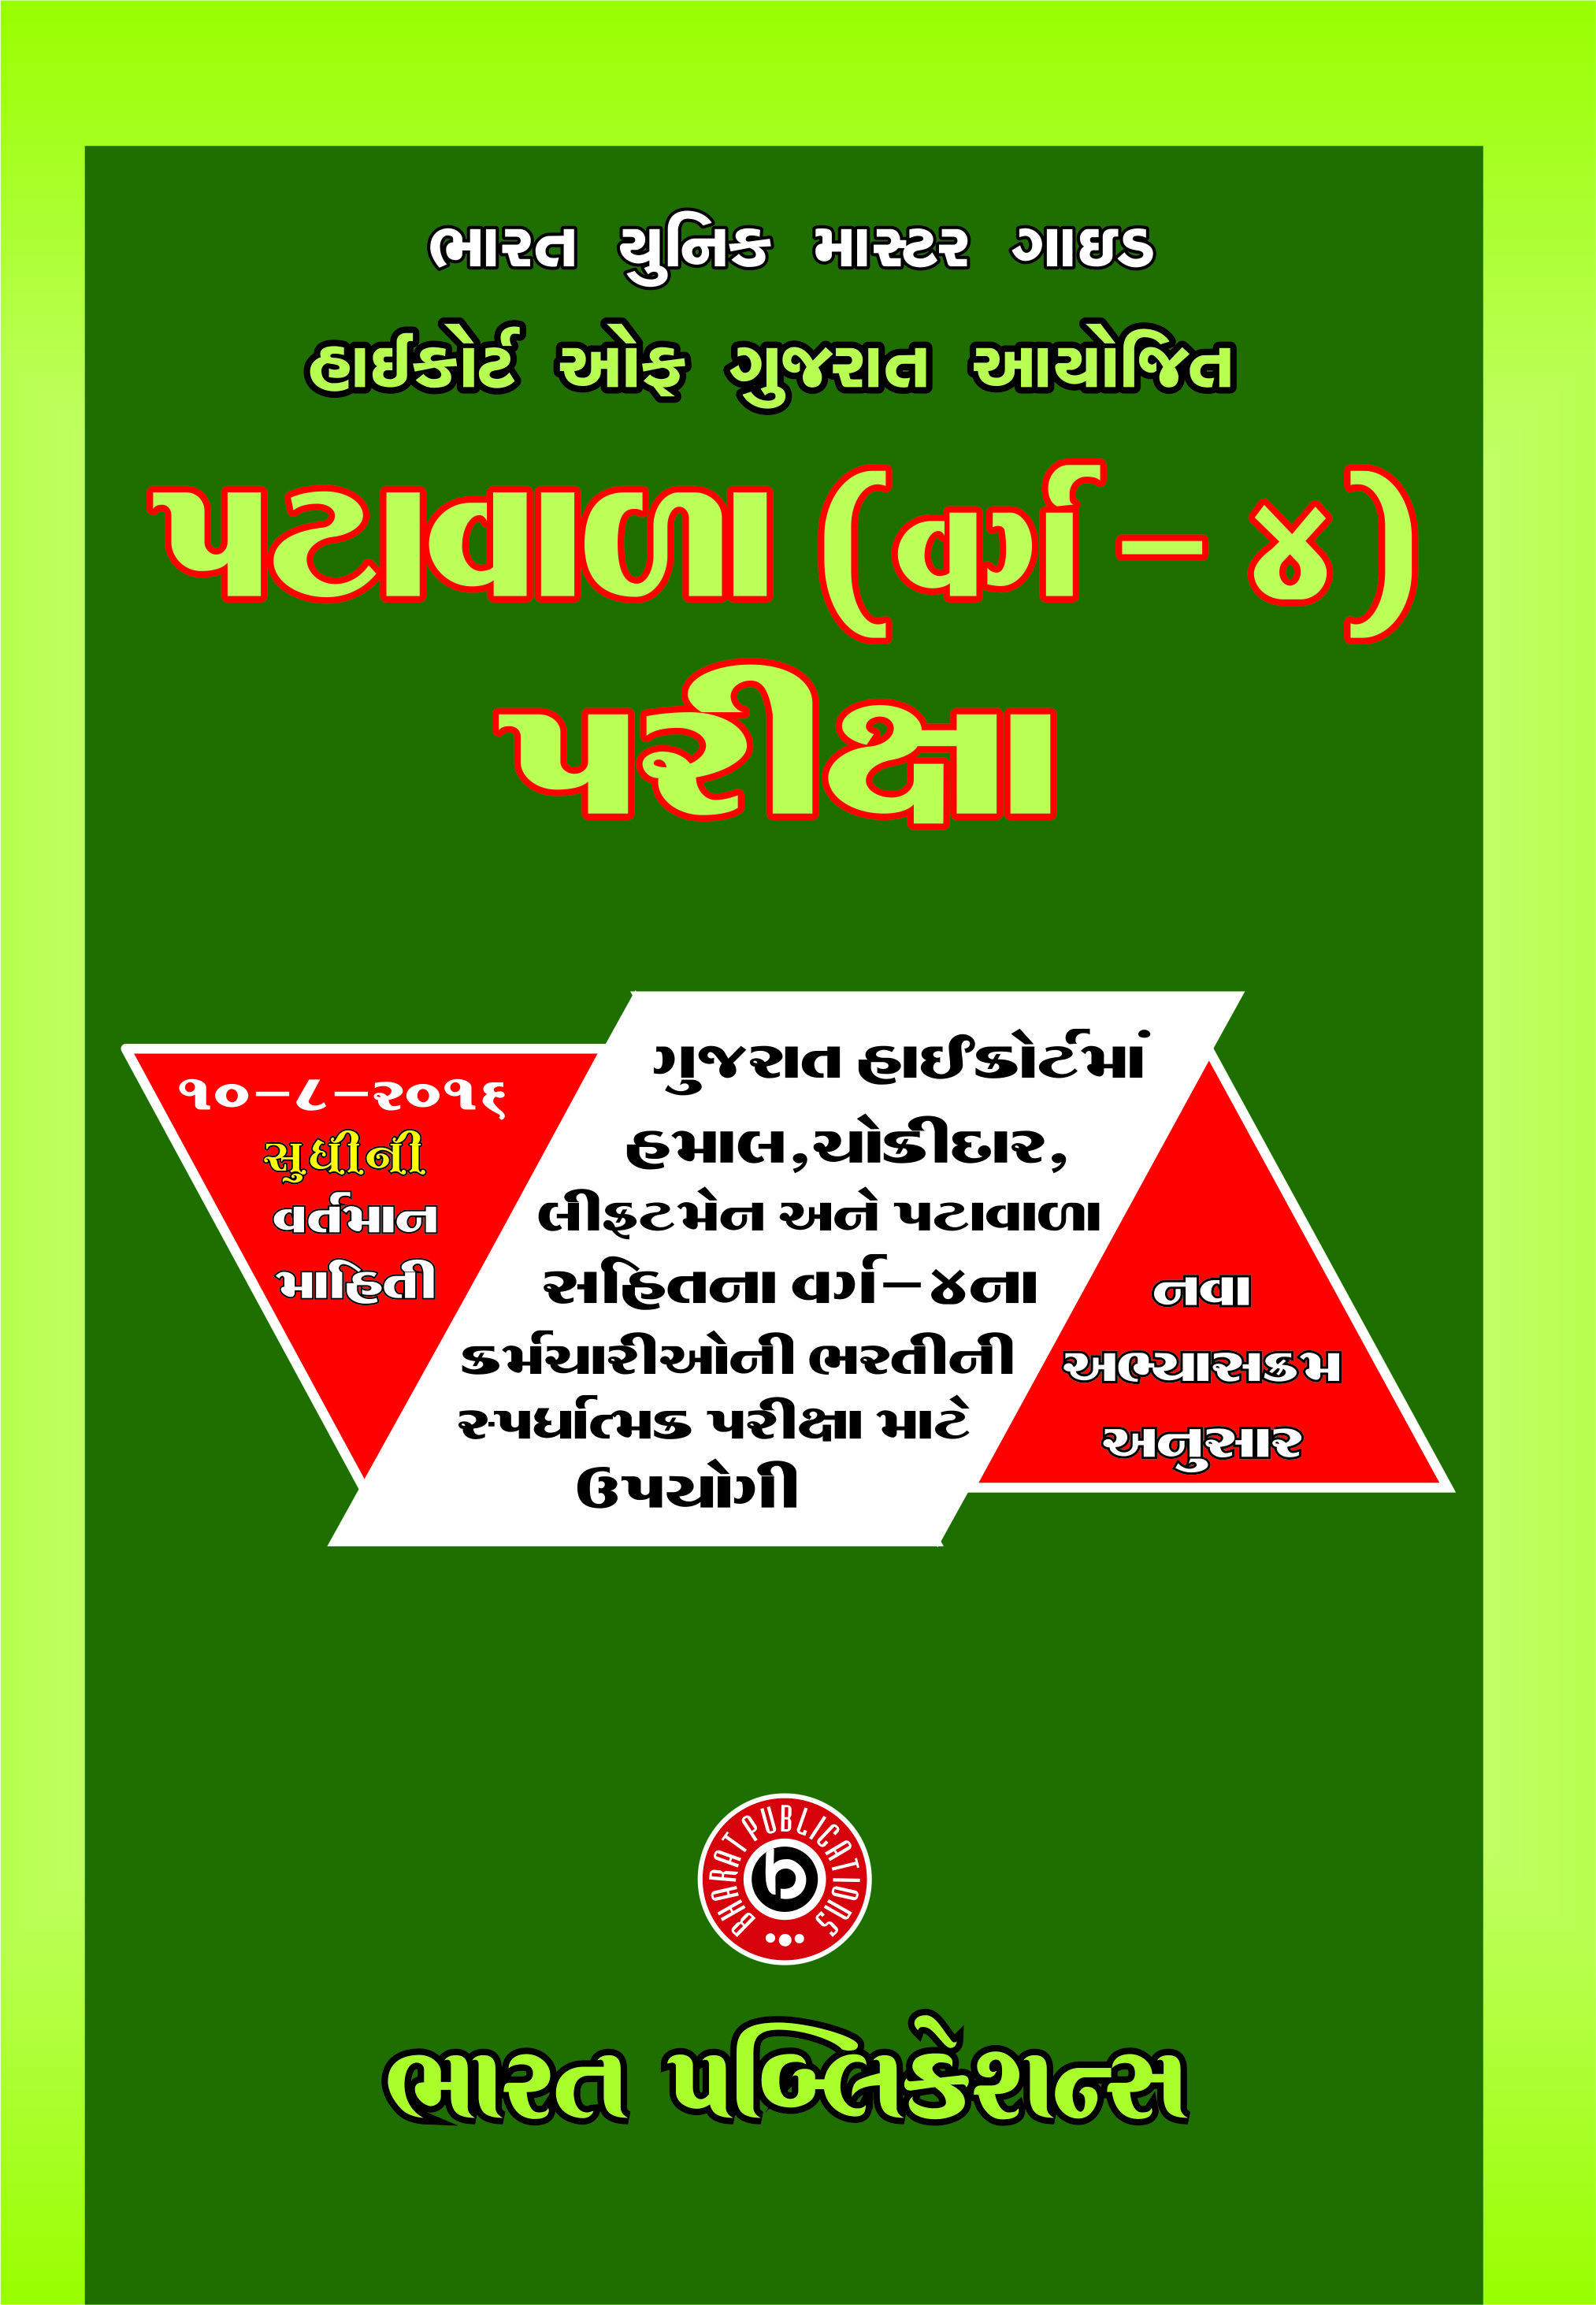 ભારત યુનિક માસ્ટર ગાઇડ
હાઈકોર્ટ ઓફ ગુજરાત આયોજિત
પટાવાળા (વર્ગ – ૪)
પરીક્ષા
૧૦–૮–૨૦૧૬
સુધીની
વર્તમાન
માહિતી
ગુજરાત હાઈકોર્ટમાં
હમાલ,ચોકીદાર,
લીફ્ટમેન અને પટાવાળા
સહિતના વર્ગ–૪ના
કર્મચારીઓની ભરતીની
સ્પર્ધાત્મક પરીક્ષા માટે
ઉપયોગી
નવા
અભ્યાસક્રમ
અનુસાર
BHARAT PUBLICATIONS
ભારત પબ્લિકેશન્સ